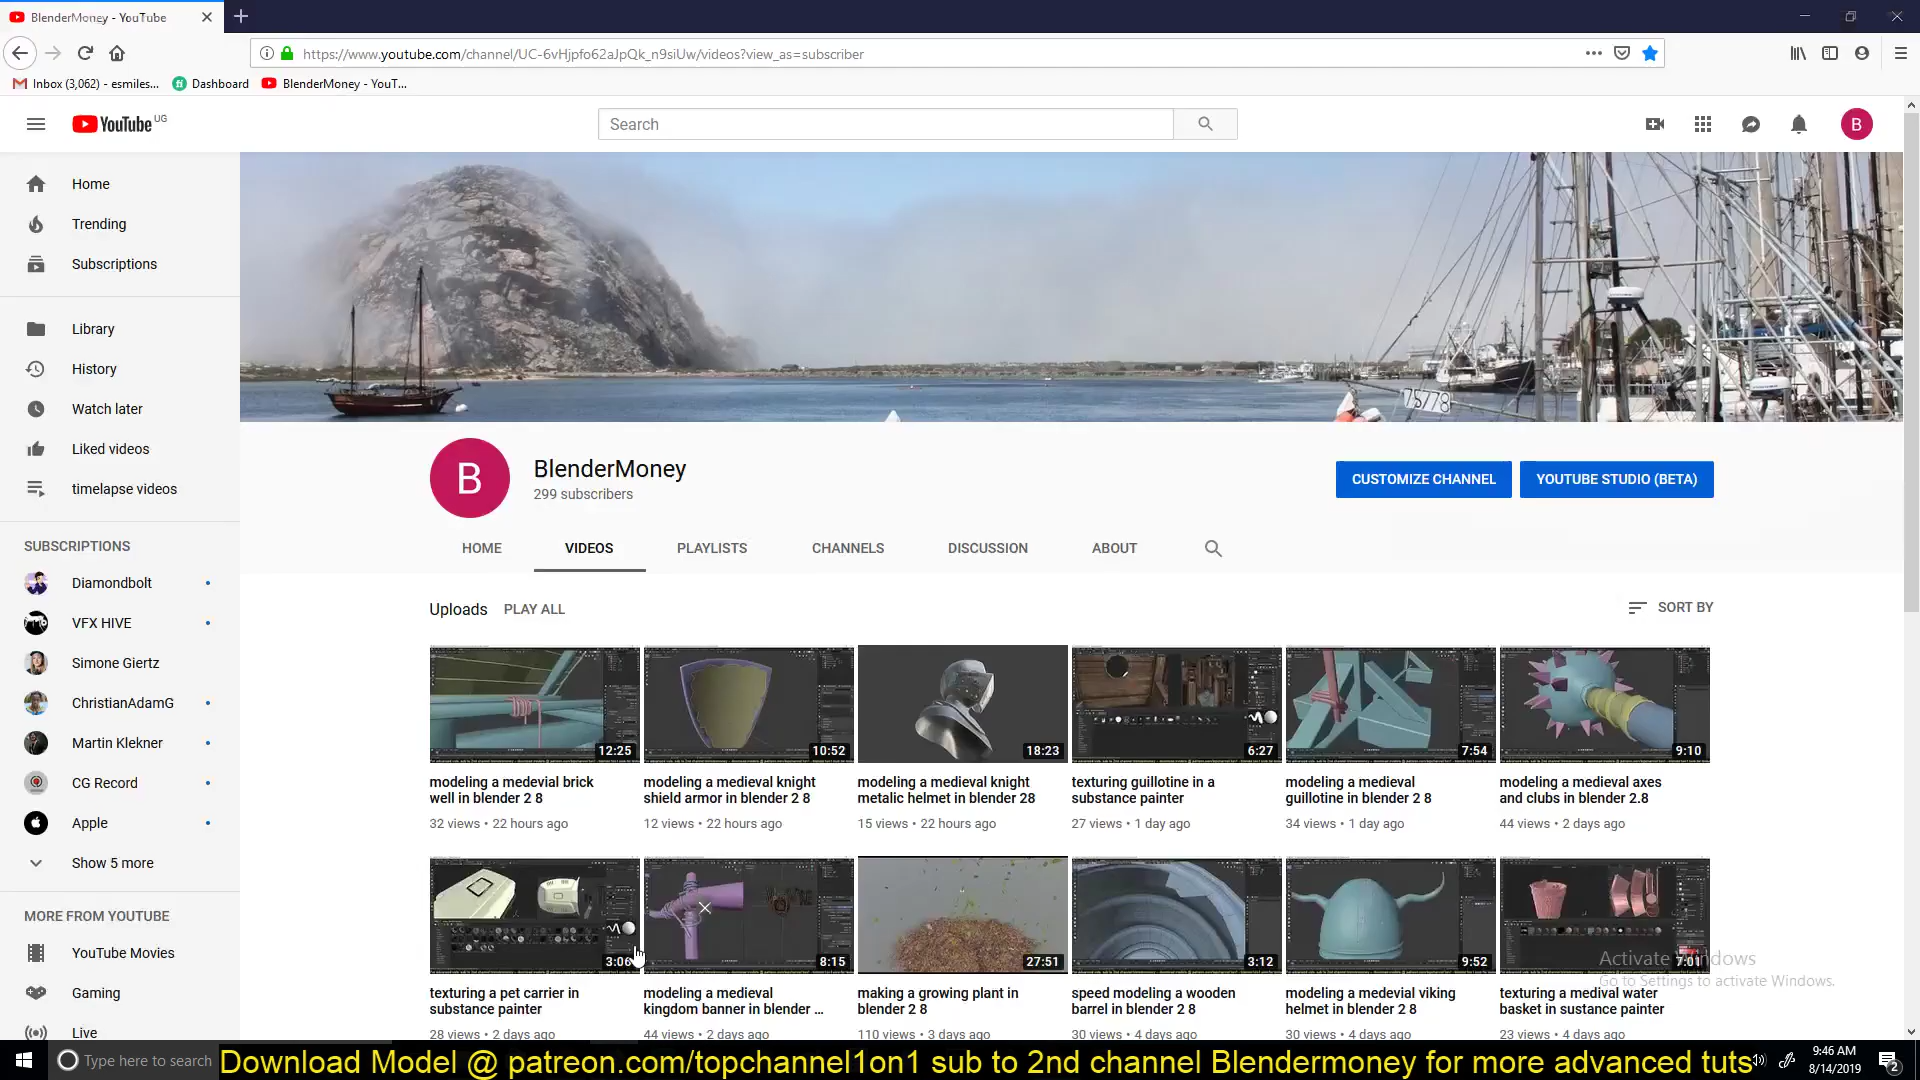 BlenderMoney - YouTube
https://www.youtube.com/channel/UC-6vHjpfo62aJpQk_n9siUw/videos?view_as=subscriber
Inbox (3,062) - esmiles...
Dashboard
BlenderMoney - YouT...
YouTube UG
Search
B
Home
Trending
Subscriptions
Library
History
Watch later
Liked videos
timelapse videos
SUBSCRIPTIONS
Diamondbolt
VFX HIVE
Simone Giertz
ChristianAdamG
Martin Klekner
CG Record
Apple
Show 5 more
MORE FROM YOUTUBE
YouTube Movies
Gaming
Live
75778
B
BlenderMoney
299 subscribers
CUSTOMIZE CHANNEL
YOUTUBE STUDIO (BETA)
HOME
VIDEOS
PLAYLISTS
CHANNELS
DISCUSSION
ABOUT
Uploads
PLAY ALL
SORT BY
12:25
modeling a medevial brick
well in blender 2 8
32 views • 22 hours ago
10:52
modeling a medieval knight
shield armor in blender 2 8
12 views • 22 hours ago
18:23
modeling a medieval knight
metalic helmet in blender 28
15 views • 22 hours ago
6:27
texturing guillotine in a
substance painter
27 views • 1 day ago
7:54
modeling a medieval
guillotine in blender 2 8
34 views • 1 day ago
9:10
modeling a medieval axes
and clubs in blender 2.8
44 views • 2 days ago
3:06
texturing a pet carrier in
substance painter
28 views • 2 days ago
8:15
modeling a medieval
kingdom banner in blender ...
44 views • 2 days ago
27:51
making a growing plant in
blender 2 8
110 views • 3 days ago
3:12
speed modeling a wooden
barrel in blender 2 8
30 views • 4 days ago
9:52
modeling a medevial viking
helmet in blender 2 8
30 views • 4 days ago
7:01
texturing a medival water
basket in sustance painter
23 views • 4 days ago
Activate Windows
Go to Settings to activate Windows.
Type here to search
Download Model @ patreon.com/topchannel1on1 sub to 2nd channel Blendermoney for more advanced tuts
9:46 AM
8/14/2019
2